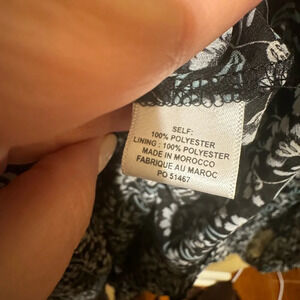 SELF:
100% POLYESTER
LINING : 100% POLYESTER
MADE IN MOROCCO
FABRIQUE AU MAROC
PO 51467